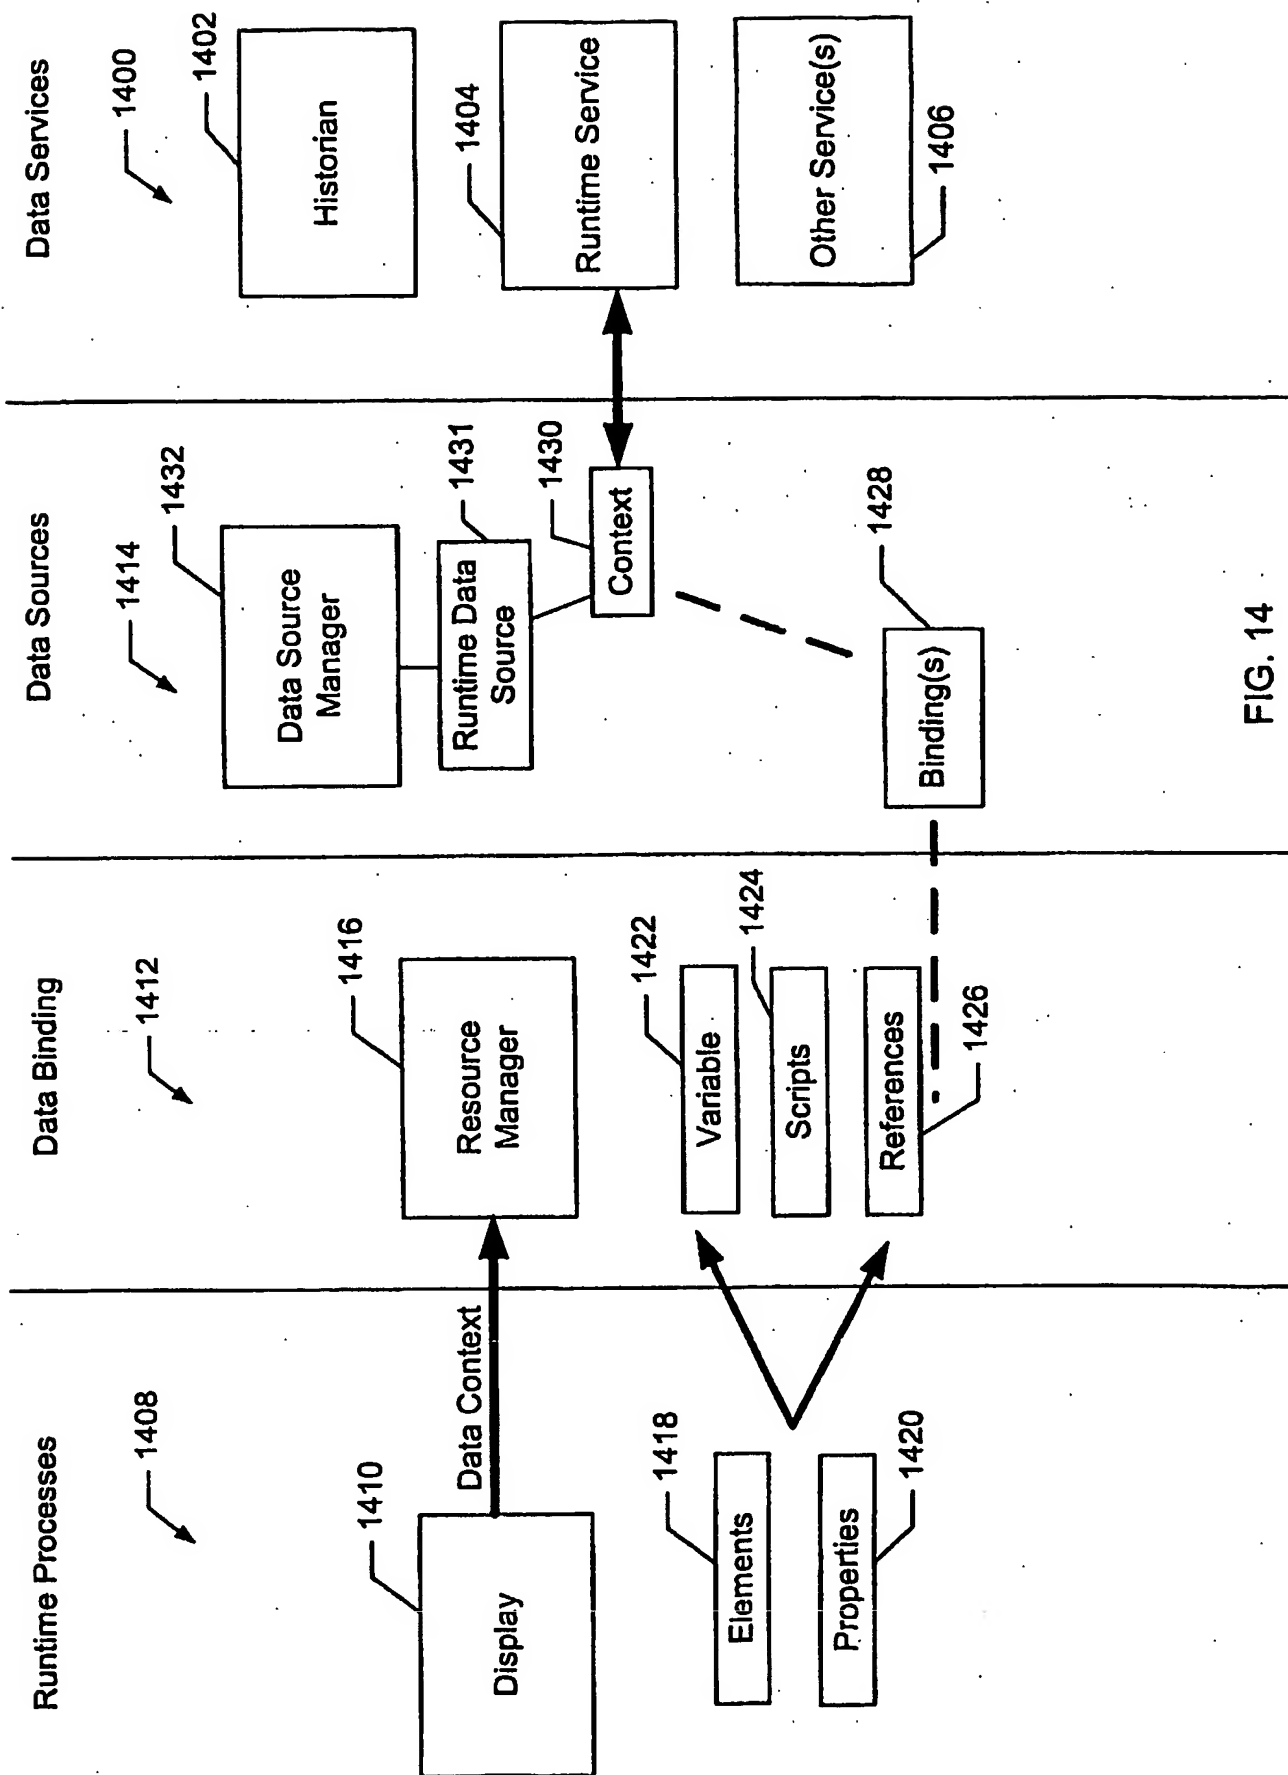 Runtime Processes
1408
1410
Display
Data Context
1418
Elements
Properties
1420
Data Binding
1412
1416
Resource
Manager
1422
Variable
1424
Scripts
References
1426
Data Sources
1414
1432
Data Source
Manager
1431
Runtime Data
Source
1430
Context
1428
Binding(s)
Data Services
1400
1402
Historian
1404
Runtime Service
Other Service(s)
1406
FIG. 14